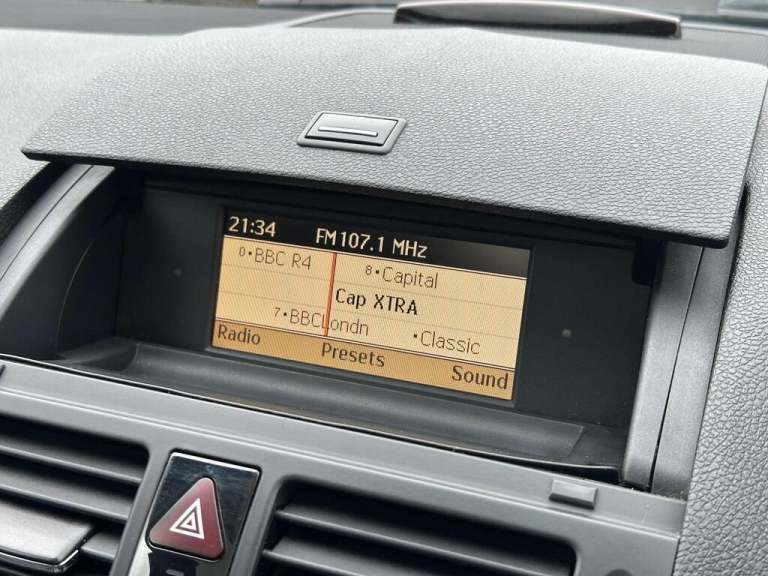 21:34 FM107.1 MHz
0•BBC R4 8•Capital
Cap XTRA
7•BBCLondn •Classic
Radio Presets Sound